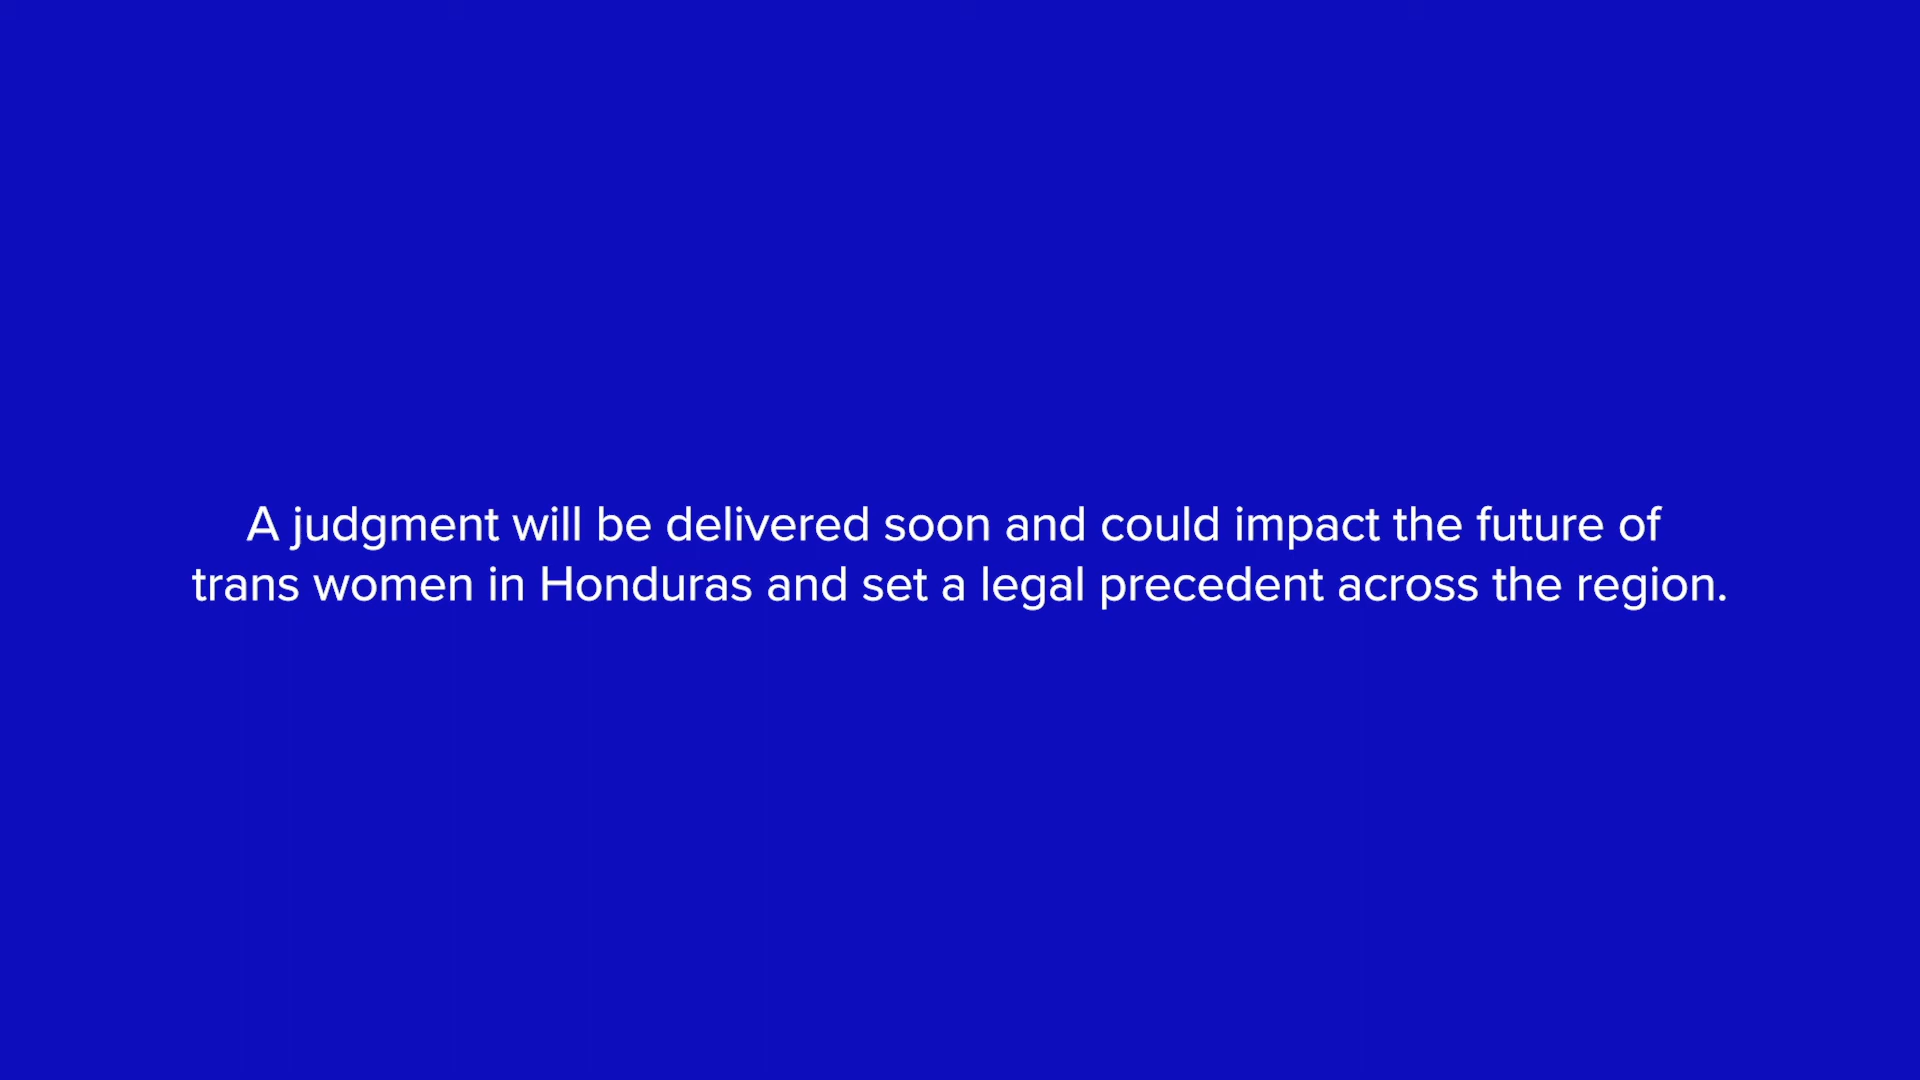 A judgment will be delivered soon and could impact the future of
trans women in Honduras and set a legal precedent across the region.